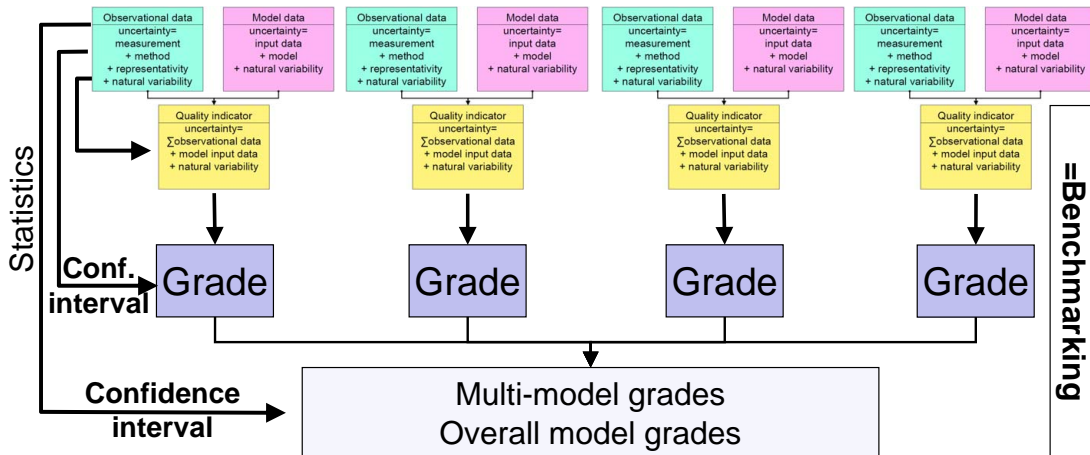 Observational data
uncertainty=
measurement
+ method
+ representativity
+ natural variability
Model data
uncertainty=
input data
+ model
+ natural variability
Observational data
uncertainty=
measurement
+ method
+ representativity
+ natural variability
Model data
uncertainty=
input data
+ model
+ natural variability
Observational data
uncertainty=
measurement
+ method
+ representativity
+ natural variability
Model data
uncertainty=
input data
+ model
+ natural variability
Observational data
uncertainty=
measurement
+ method
+ representativity
+ natural variability
Model data
uncertainty=
input data
+ model
+ natural variability
Quality indicator
uncertainty=
∑observational data
+ model input data
+ natural variability
Quality indicator
uncertainty=
∑observational data
+ model input data
+ natural variability
Quality indicator
uncertainty=
∑observational data
+ model input data
+ natural variability
Quality indicator
uncertainty=
∑observational data
+ model input data
+ natural variability
Statistics
=Benchmarking
Conf.
interval
Grade
Grade
Grade
Grade
Confidence
interval
Multi-model grades
Overall model grades